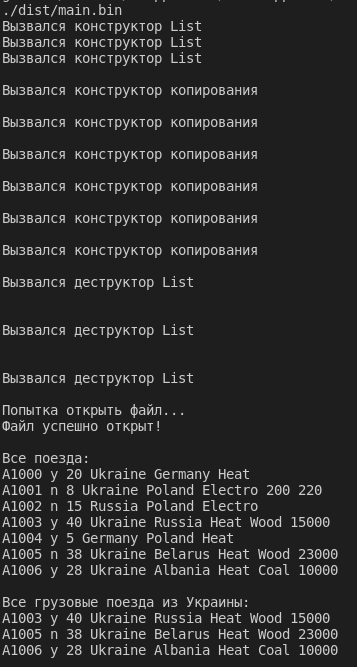 ./dist/main.bin
Вызвался конструктор List
Вызвался конструктор List
Вызвался конструктор List
Вызвался конструктор копирования
Вызвался конструктор копирования
Вызвался конструктор копирования
Вызвался конструктор копирования
Вызвался конструктор копирования
Вызвался конструктор копирования
Вызвался деструктор List
Вызвался деструктор List
Вызвался деструктор List
Попытка открыть файл...
Файл успешно открыт!
Все поезда:
A1000 y 20 Ukraine Germany Heat
A1001 n 8 Ukraine Poland Electro 200 220
A1002 n 15 Russia Poland Electro
A1003 y 40 Ukraine Russia Heat Wood 15000
A1004 y 5 Germany Poland Heat
A1005 n 38 Ukraine Belarus Heat Wood 23000
A1006 y 28 Ukraine Albania Heat Coal 10000
Все грузовые поезда из Украины:
A1003 y 40 Ukraine Russia Heat Wood 15000
A1005 n 38 Ukraine Belarus Heat Wood 23000
A1006 y 28 Ukraine Albania Heat Coal 10000